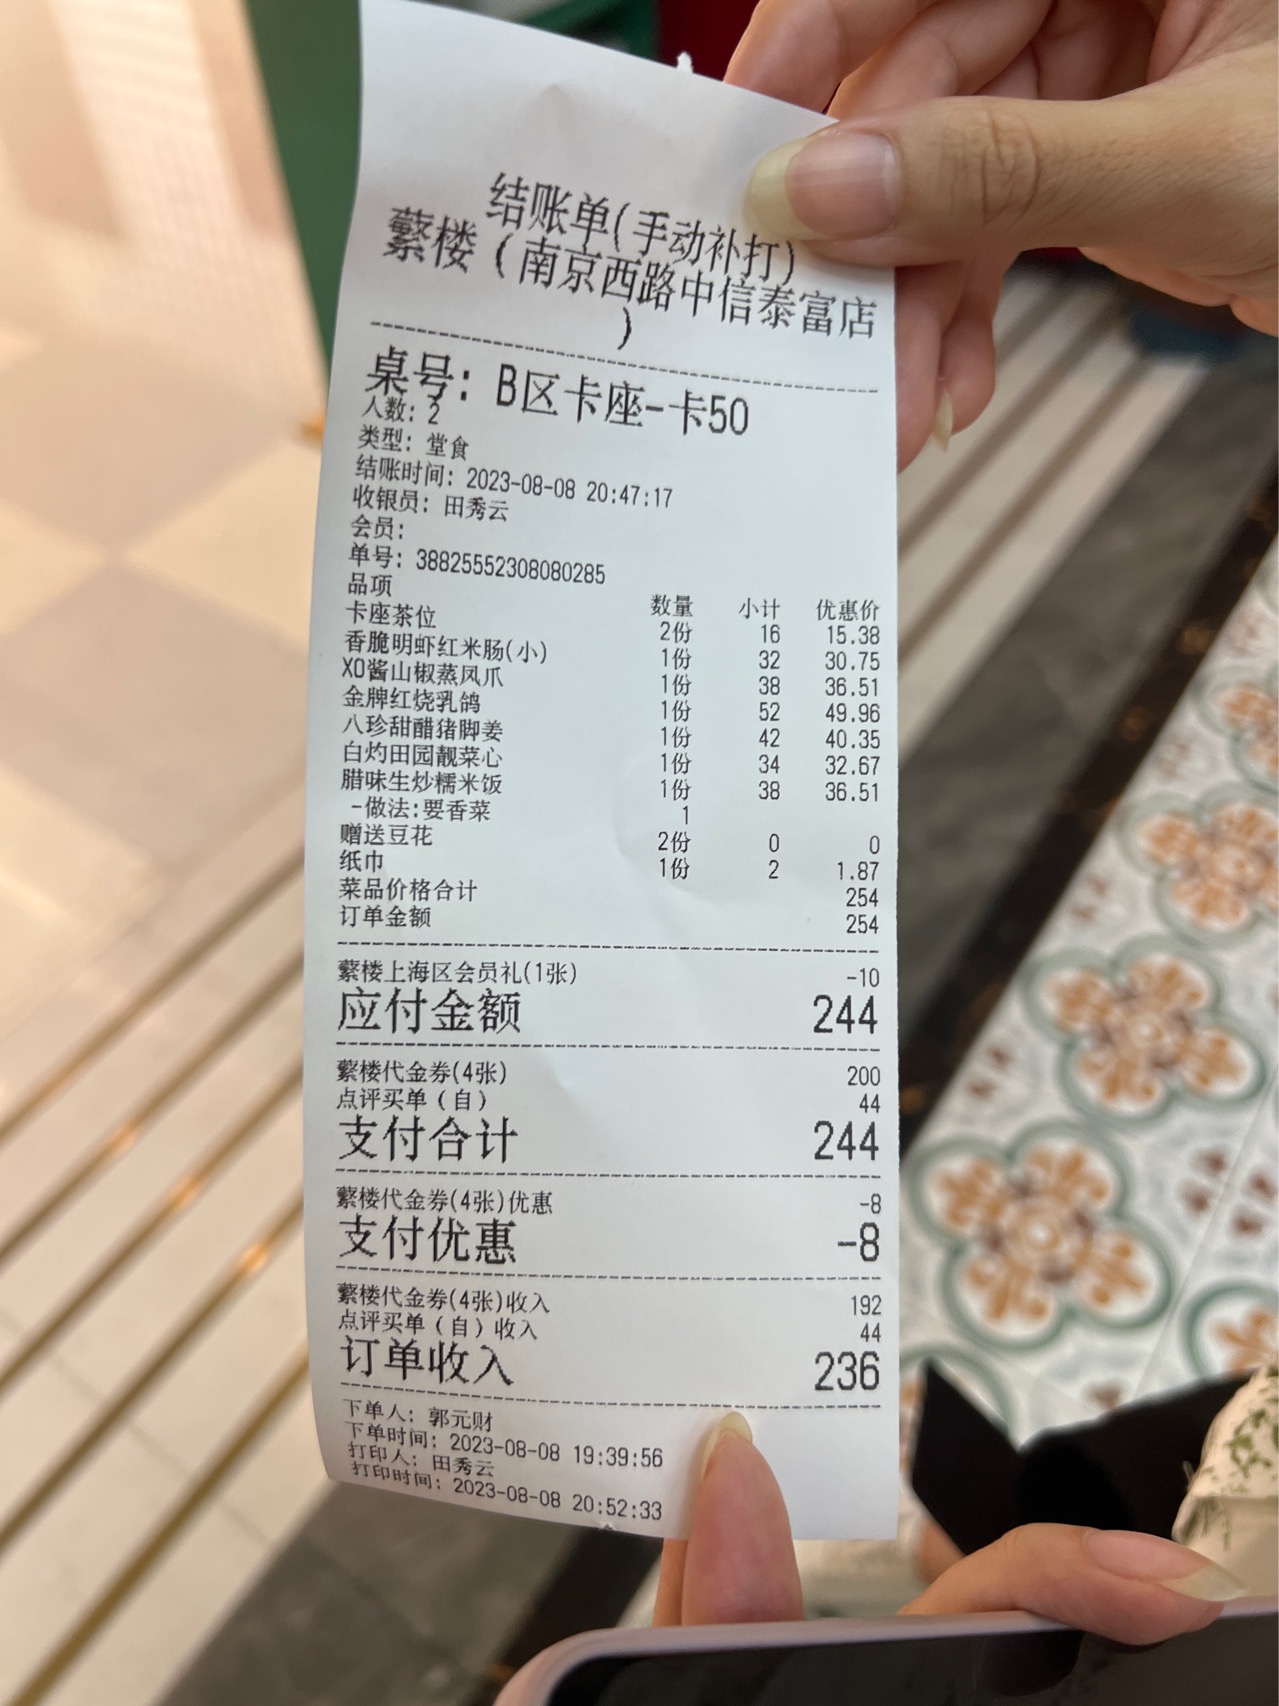 结账单(手动补打)
蘩楼（南京西路中信泰富店
）
桌号: B区卡座-卡50
人数: 2
类型: 堂食
结账时间: 2023-08-08 20:47:17
收银员: 田秀云
会员:
单号: 38825552308080285
品项 数量 小计 优惠价
卡座茶位 2份 16 15.38
香脆明虾红米肠(小) 1份 32 30.75
XO酱山椒蒸凤爪 1份 38 36.51
金牌红烧乳鸽 1份 52 49.96
八珍甜醋猪脚姜 1份 42 40.35
白灼田园靓菜心 1份 34 32.67
腊味生炒糯米饭 1份 38 36.51
-做法:要香菜 1
赠送豆花 2份 0 0
纸巾 1份 2 1.87
菜品价格合计 254
订单金额 254
蘩楼上海区会员礼(1张) -10
应付金额 244
蘩楼代金券(4张) 200
点评买单（自） 44
支付合计 244
蘩楼代金券(4张)优惠 -8
支付优惠 -8
蘩楼代金券(4张)收入 192
点评买单（自）收入 44
订单收入 236
下单人: 郭元财
下单时间: 2023-08-08 19:39:56
打印人: 田秀云
打印时间: 2023-08-08 20:52:33